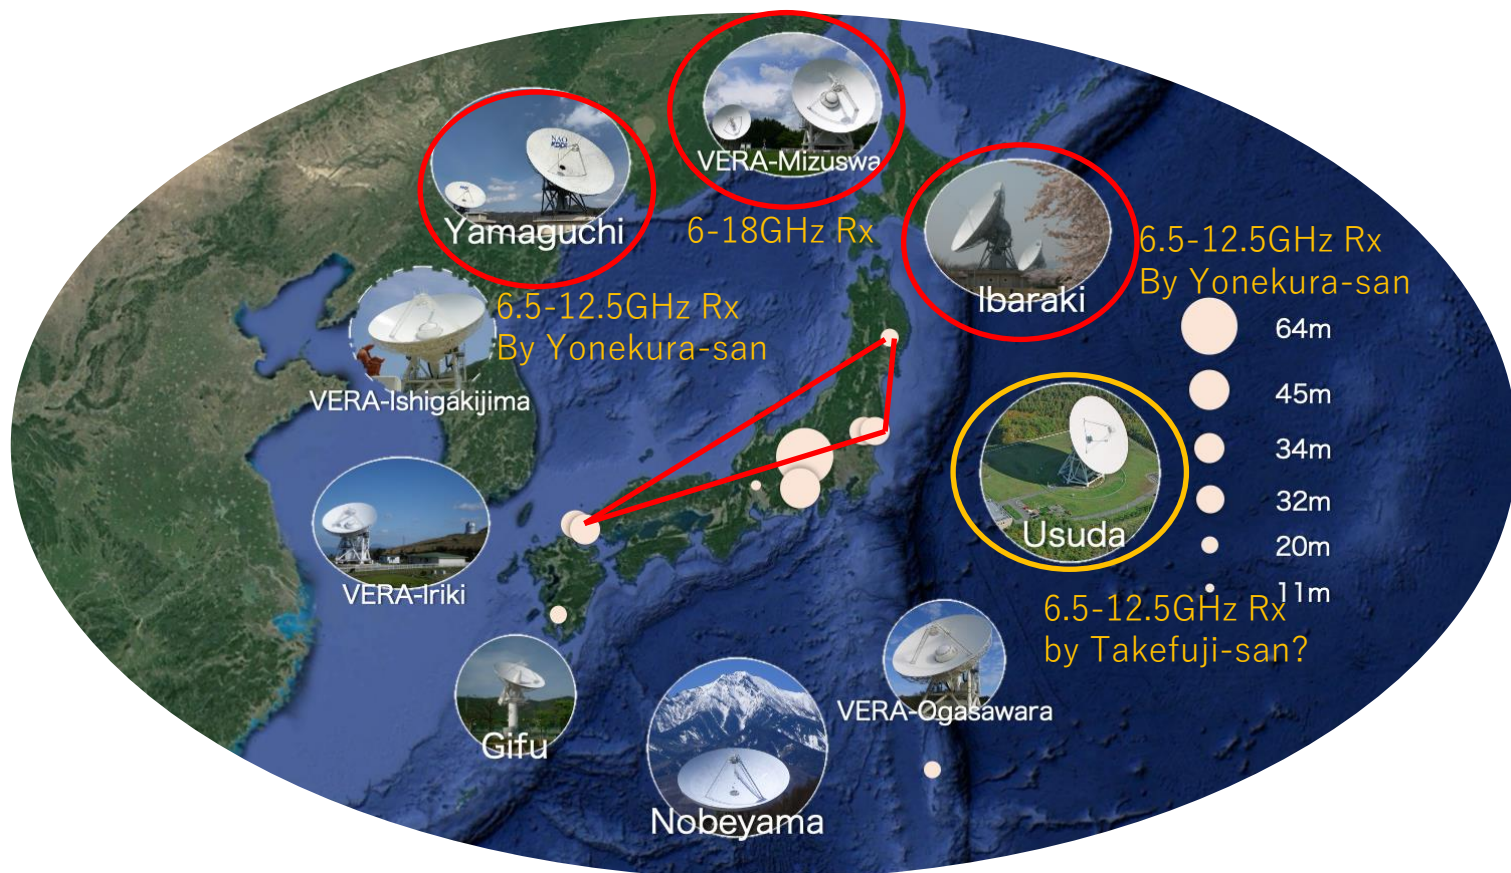 VERA-Mizuswa
Yamaguchi
6-18GHz Rx
Ibaraki
6.5-12.5GHz Rx
By Yonekura-san
6.5-12.5GHz Rx
By Yonekura-san
VERA-Ishigakijima
64m
45m
34m
32m
20m
11m
Usuda
VERA-Iriki
6.5-12.5GHz Rx
by Takefuji-san?
VERA-Ogasawara
Gifu
Nobeyama